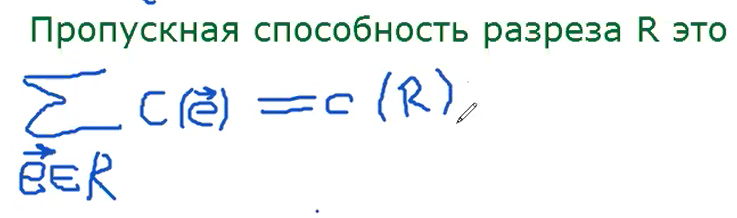 Пропускная способность разреза R это
∑ c(e⃗) = c(R)
e⃗∈R